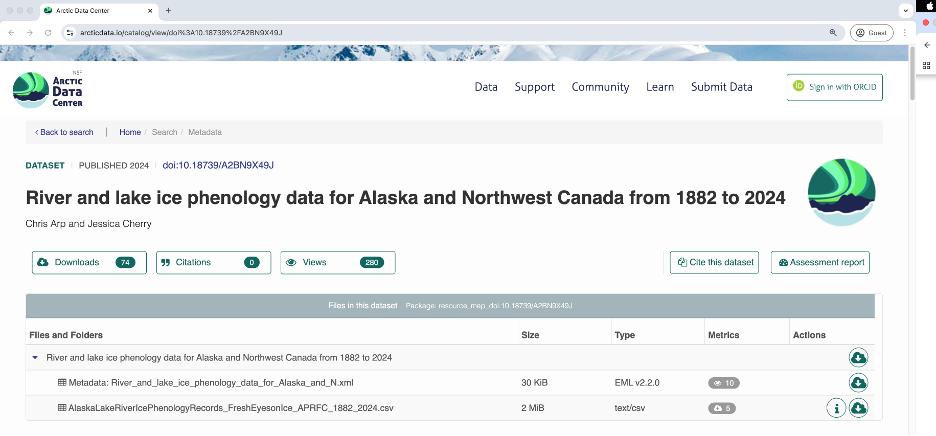 Arctic Data Center
arcticdata.io/catalog/view/doi%3A10.18739%2FA2BN9X49J
Guest
NSF
ARCTIC
DATA
CENTER
Data Support Community Learn Submit Data
iD Sign in with ORCID
Back to search Home / Search / Metadata
DATASET PUBLISHED 2024 doi:10.18739/A2BN9X49J
River and lake ice phenology data for Alaska and Northwest Canada from 1882 to 2024
Chris Arp and Jessica Cherry
Downloads 74 Citations 0 Views 280 Cite this dataset Assessment report
Files in this dataset Package: resource_map_doi:10.18739/A2BN9X49J
Files and Folders Size Type Metrics Actions
River and lake ice phenology data for Alaska and Northwest Canada from 1882 to 2024
Metadata: River_and_lake_ice_phenology_data_for_Alaska_and_N.xml 30 KiB EML v2.2.0 10
AlaskaLakeRiverIcePhenologyRecords_FreshEyesonIce_APRFC_1882_2024.csv 2 MiB text/csv 5